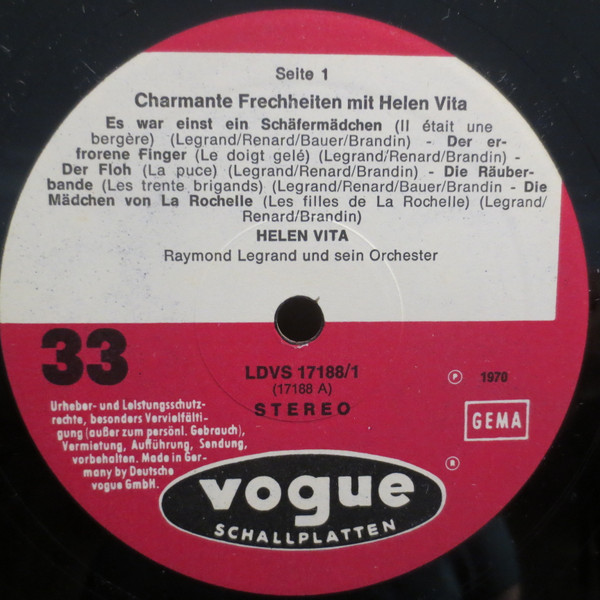 Seite 1
Charmante Frechheiten mit Helen Vita
Es war einst ein Schäfermädchen (Il était une
bergère) (Legrand/Renard/Bauer/Brandin) - Der er-
frorene Finger (Le doigt gelé) (Legrand/Renard/Brandin) -
Der Floh (La puce) (Legrand/Renard/Brandin) - Die Räuber-
bande (Les trente brigands) (Legrand/Renard/Bauer/Brandin - Die
Mädchen von La Rochelle (Les filles de La Rochelle) (Legrand/
Renard/Brandin)
HELEN VITA
Raymond Legrand und sein Orchester
33
LDVS 17188/1
(17188 A)
STEREO
℗ 1970
GEMA
Urheber- und Leistungsschutz-
rechte, besonders Vervielfälti-
gung (außer zum persönl. Gebrauch),
Vermietung, Aufführung, Sendung,
vorbehalten. Made in Ger-
many by Deutsche
vogue GmbH.
®
vogue
SCHALLPLATTEN